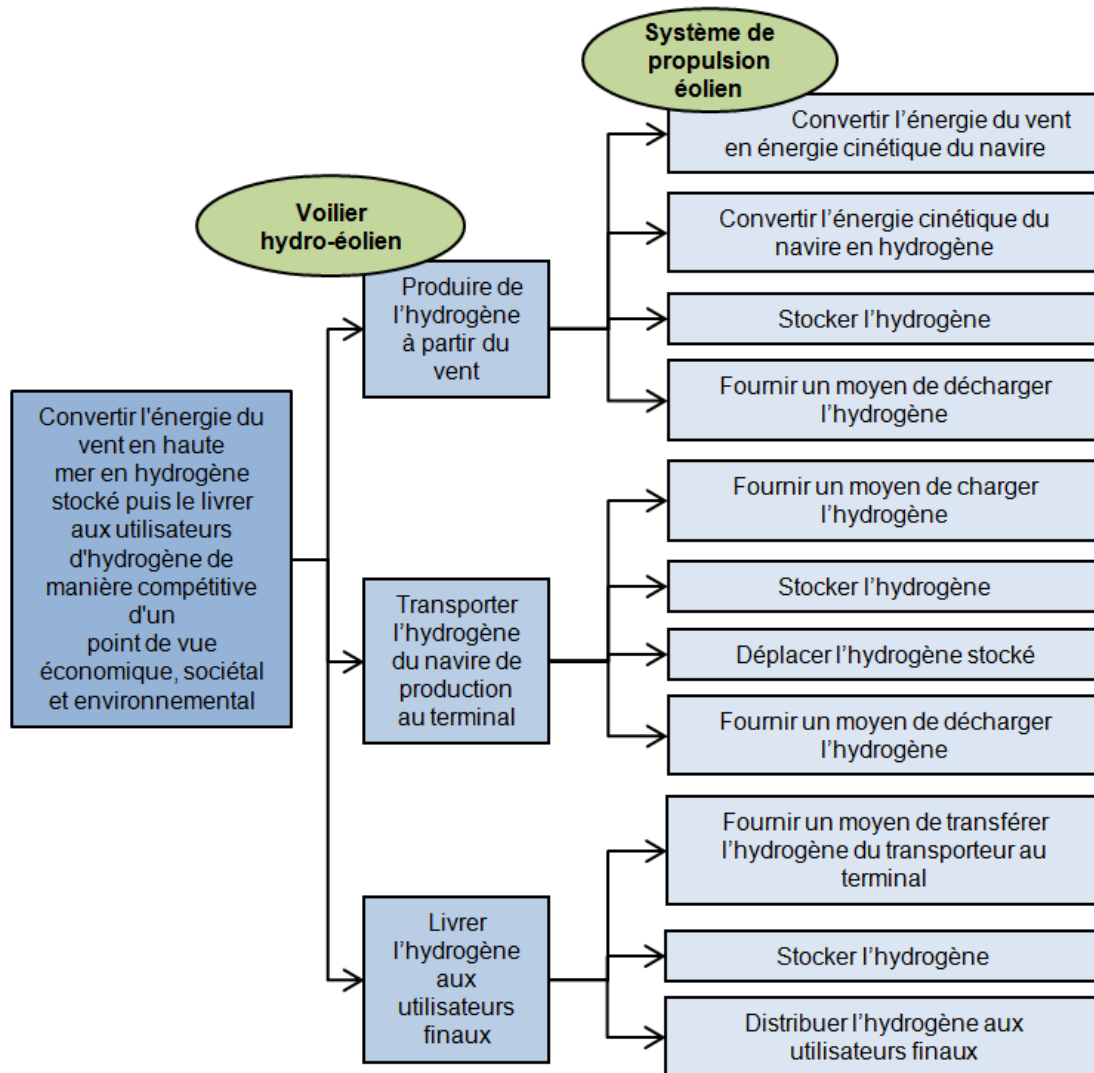 Système de
propulsion
éolien
Convertir l'énergie du vent
en énergie cinétique du navire
Voilier
hydro-éolien
Convertir l'énergie cinétique du
navire en hydrogène
Produire de
l'hydrogène
à partir du
vent
Stocker l'hydrogène
Fournir un moyen de décharger
l'hydrogène
Convertir l'énergie du
vent en haute
mer en hydrogène
stocké puis le livrer
aux utilisateurs
d'hydrogène de
manière compétitive
d'un
point de vue
économique, sociétal
et environnemental
Fournir un moyen de charger
l'hydrogène
Transporter
l'hydrogène
du navire de
production
au terminal
Stocker l'hydrogène
Déplacer l'hydrogène stocké
Fournir un moyen de décharger
l'hydrogène
Fournir un moyen de transférer
l'hydrogène du transporteur au
terminal
Livrer
l'hydrogène
aux
utilisateurs
finaux
Stocker l'hydrogène
Distribuer l'hydrogène aux
utilisateurs finaux